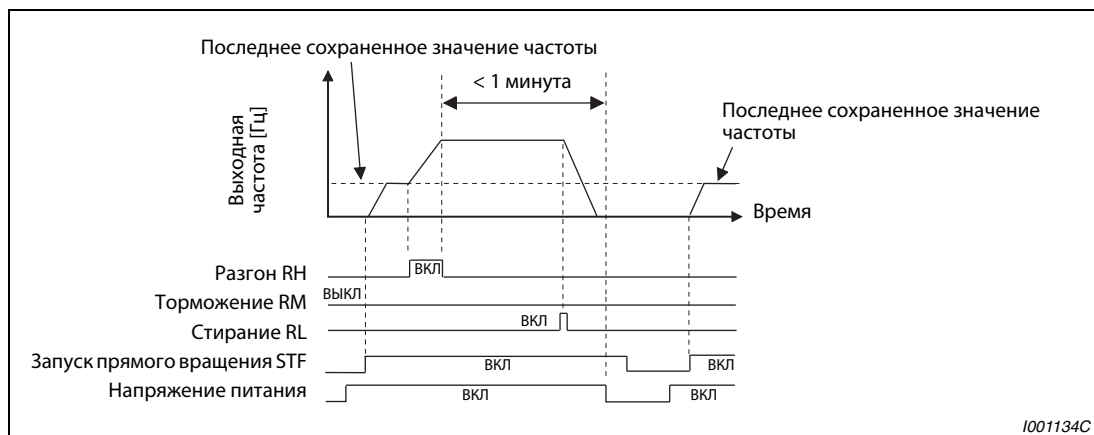 Последнее сохраненное значение частоты
< 1 минута
Последнее сохраненное значение
частоты
Выходная
частота [Гц]
Время
Разгон RH
ВКЛ
Торможение RM
ВЫКЛ
Стирание RL
ВКЛ
Запуск прямого вращения STF
ВКЛ
ВКЛ
Напряжение питания
ВКЛ
ВКЛ
I001134C